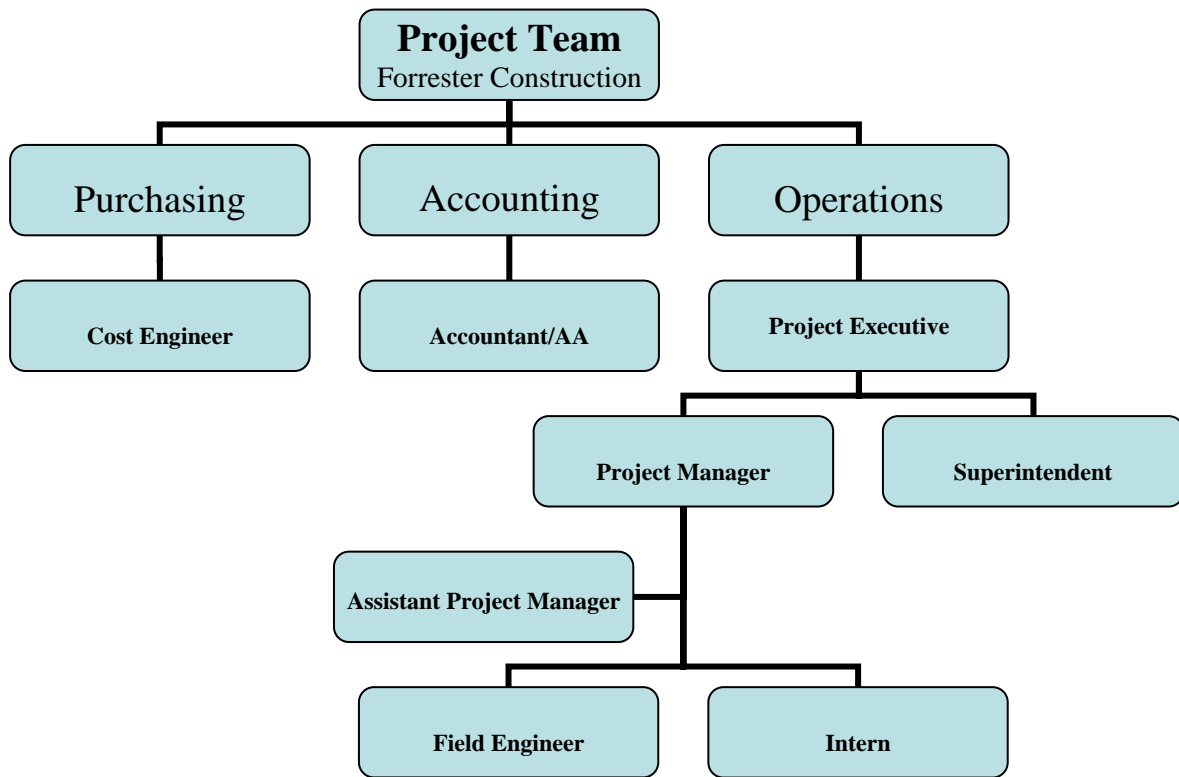 Project Team
Forrester Construction
Purchasing
Accounting
Operations
Cost Engineer
Accountant/AA
Project Executive
Project Manager
Superintendent
Assistant Project Manager
Field Engineer
Intern